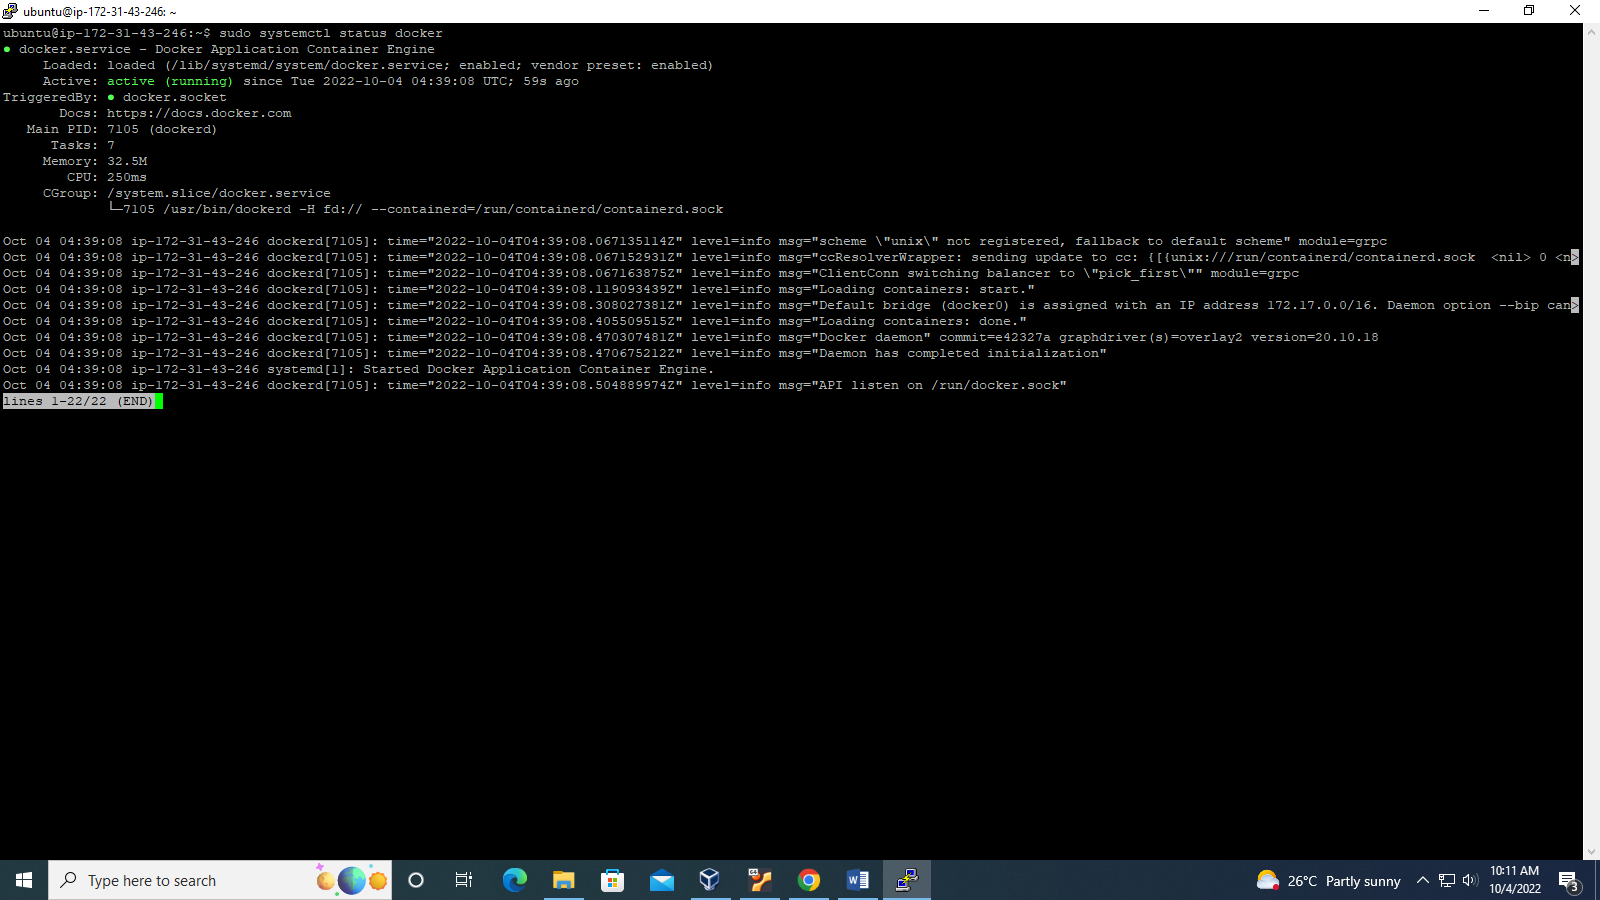 ubuntu@ip-172-31-43-246: ~
ubuntu@ip-172-31-43-246:~$ sudo systemctl status docker
● docker.service - Docker Application Container Engine
     Loaded: loaded (/lib/systemd/system/docker.service; enabled; vendor preset: enabled)
     Active: active (running) since Tue 2022-10-04 04:39:08 UTC; 59s ago
TriggeredBy: ● docker.socket
       Docs: https://docs.docker.com
   Main PID: 7105 (dockerd)
      Tasks: 7
     Memory: 32.5M
        CPU: 250ms
     CGroup: /system.slice/docker.service
             └─7105 /usr/bin/dockerd -H fd:// --containerd=/run/containerd/containerd.sock
Oct 04 04:39:08 ip-172-31-43-246 dockerd[7105]: time="2022-10-04T04:39:08.067135114Z" level=info msg="scheme \"unix\" not registered, fallback to default scheme" module=grpc
Oct 04 04:39:08 ip-172-31-43-246 dockerd[7105]: time="2022-10-04T04:39:08.067152931Z" level=info msg="ccResolverWrapper: sending update to cc: {[{unix:///run/containerd/containerd.sock  <nil> 0 <n>
Oct 04 04:39:08 ip-172-31-43-246 dockerd[7105]: time="2022-10-04T04:39:08.067163875Z" level=info msg="ClientConn switching balancer to \"pick_first\"" module=grpc
Oct 04 04:39:08 ip-172-31-43-246 dockerd[7105]: time="2022-10-04T04:39:08.119093439Z" level=info msg="Loading containers: start."
Oct 04 04:39:08 ip-172-31-43-246 dockerd[7105]: time="2022-10-04T04:39:08.308027381Z" level=info msg="Default bridge (docker0) is assigned with an IP address 172.17.0.0/16. Daemon option --bip can>
Oct 04 04:39:08 ip-172-31-43-246 dockerd[7105]: time="2022-10-04T04:39:08.405509515Z" level=info msg="Loading containers: done."
Oct 04 04:39:08 ip-172-31-43-246 dockerd[7105]: time="2022-10-04T04:39:08.470307481Z" level=info msg="Docker daemon" commit=e42327a graphdriver(s)=overlay2 version=20.10.18
Oct 04 04:39:08 ip-172-31-43-246 dockerd[7105]: time="2022-10-04T04:39:08.470675212Z" level=info msg="Daemon has completed initialization"
Oct 04 04:39:08 ip-172-31-43-246 systemd[1]: Started Docker Application Container Engine.
Oct 04 04:39:08 ip-172-31-43-246 dockerd[7105]: time="2022-10-04T04:39:08.504889974Z" level=info msg="API listen on /run/docker.sock"
lines 1-22/22 (END)
Type here to search
26°C Partly sunny
10:11 AM
10/4/2022
3